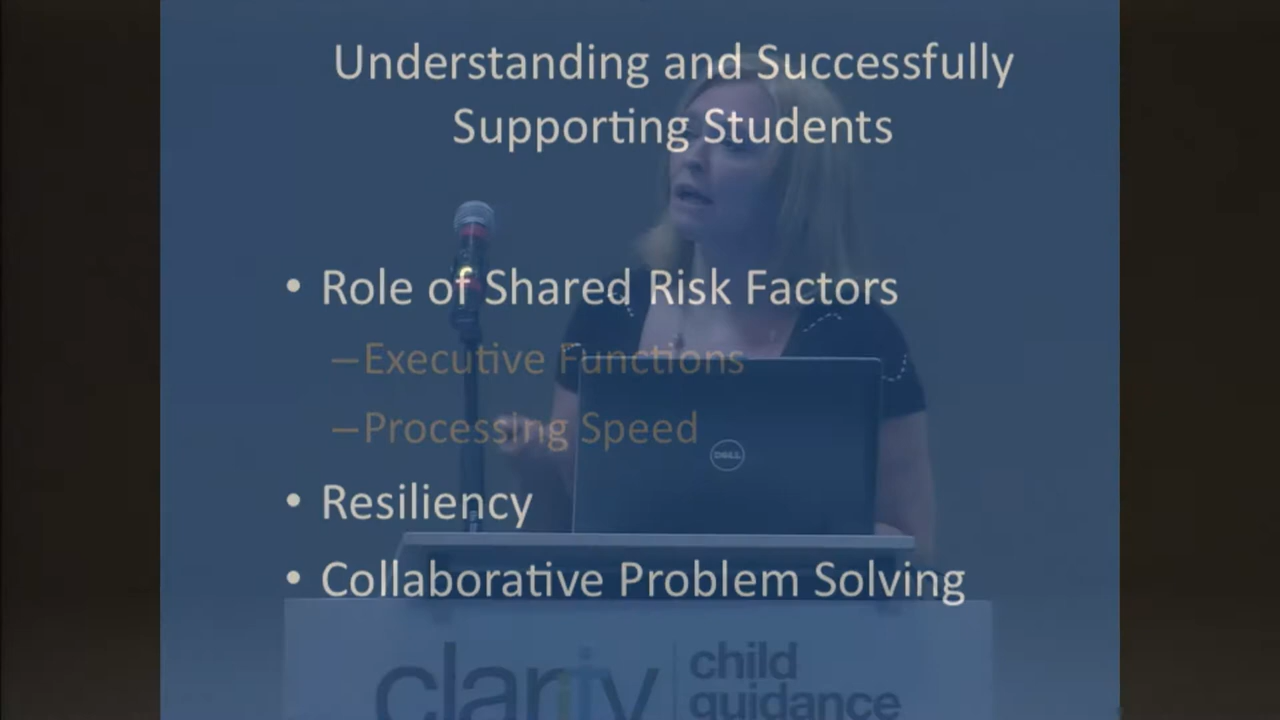 Understanding and Successfully
Supporting Students
• Role of Shared Risk Factors
–Executive Functions
–Processing Speed
• Resiliency
• Collaborative Problem Solving
DELL
clarity
child
guidance